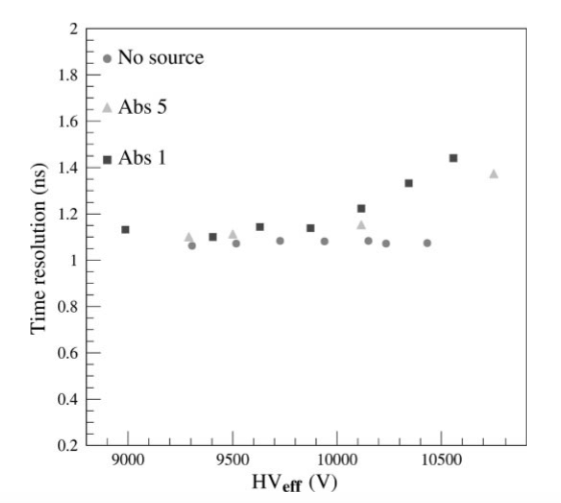 2
1.8
1.6
1.4
1.2
1
0.8
0.6
0.4
0.2
Time resolution (ns)
No source
Abs 5
Abs 1
9000 9500 10000 10500
HVeff (V)